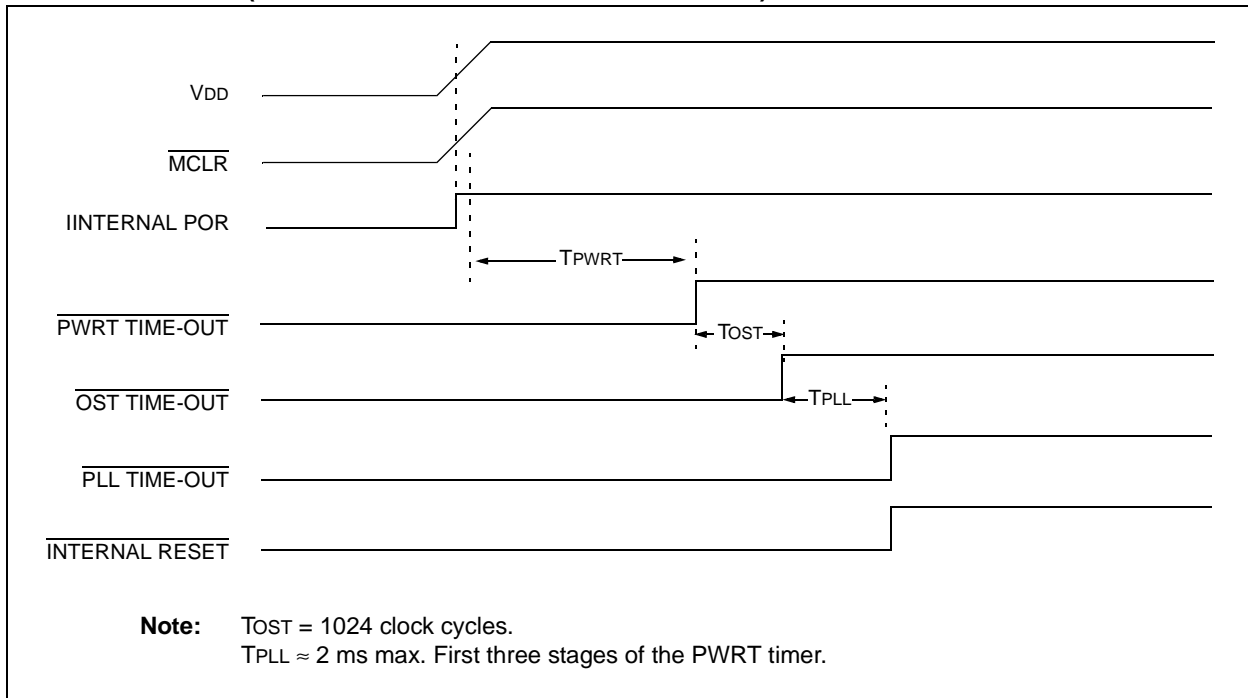 VDD
MCLR
IINTERNAL POR
TPWRT
PWRT TIME-OUT
TOST
OST TIME-OUT
TPLL
PLL TIME-OUT
INTERNAL RESET
Note: TOST = 1024 clock cycles.
TPLL ≈ 2 ms max. First three stages of the PWRT timer.